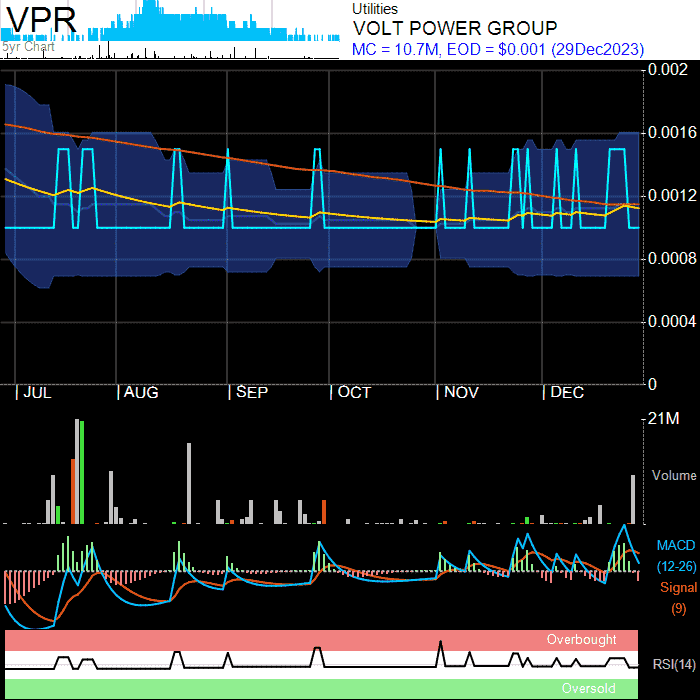 VPR
5yr Chart
Utilities
VOLT POWER GROUP
MC = 10.7M, EOD = $0.001 (29Dec2023)
0.002
0.0016
0.0012
0.0008
0.0004
0
JUL AUG SEP OCT NOV DEC
21M
Volume
MACD
(12-26)
Signal
(9)
Overbought
RSI(14)
Oversold